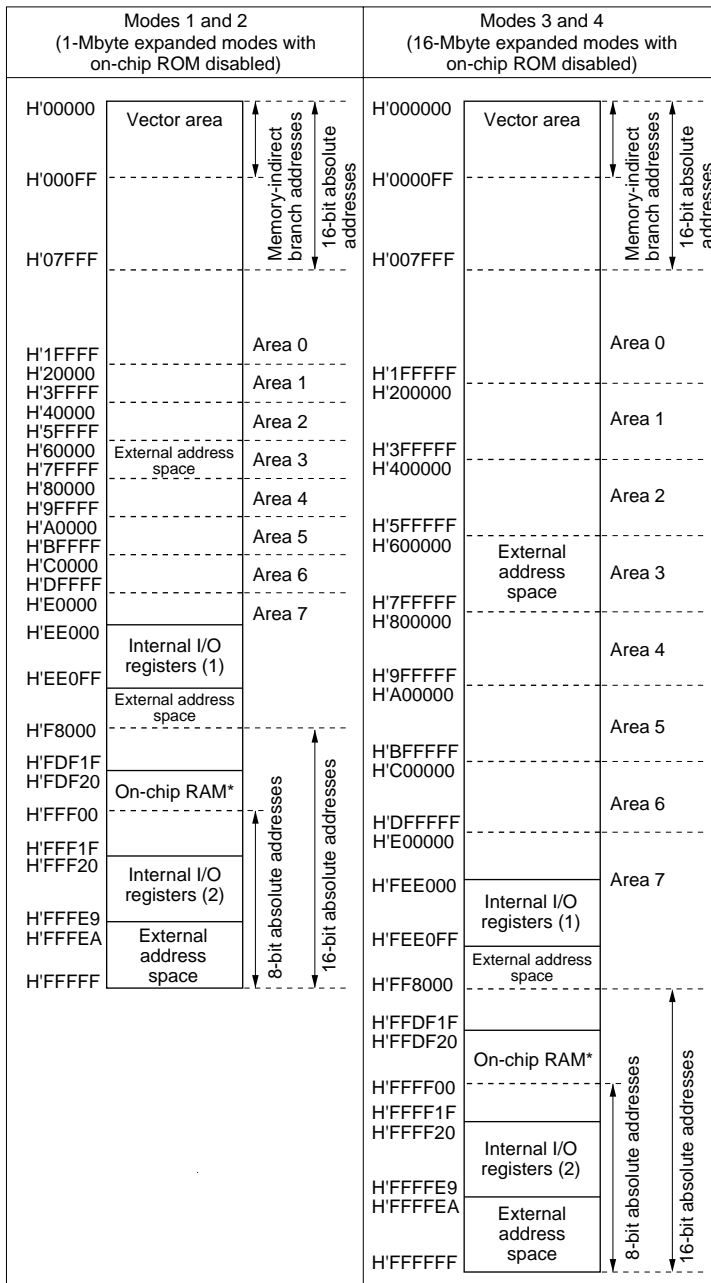 Modes 1 and 2
(1-Mbyte expanded modes with
on-chip ROM disabled)
H'00000
Vector area
H'000FF
H'07FFF
Memory-indirect
branch addresses
16-bit absolute
addresses
H'1FFFF
Area 0
H'20000
H'3FFFF
Area 1
H'40000
H'5FFFF
Area 2
H'60000
H'7FFFF
External address
space
Area 3
H'80000
H'9FFFF
Area 4
H'A0000
H'BFFFF
Area 5
H'C0000
H'DFFFF
Area 6
H'E0000
Area 7
H'EE000
Internal I/O
registers (1)
H'EE0FF
External address
space
H'F8000
H'FDF1F
H'FDF20
On-chip RAM*
H'FFF00
H'FFF1F
H'FFF20
Internal I/O
registers (2)
H'FFFE9
H'FFFEA
External
address
space
H'FFFFF
8-bit absolute addresses
16-bit absolute addresses
Modes 3 and 4
(16-Mbyte expanded modes with
on-chip ROM disabled)
H'000000
Vector area
H'0000FF
H'007FFF
Memory-indirect
branch addresses
16-bit absolute
addresses
Area 0
H'1FFFFF
H'200000
Area 1
H'3FFFFF
H'400000
Area 2
H'5FFFFF
H'600000
External
address
space
Area 3
H'7FFFFF
H'800000
Area 4
H'9FFFFF
H'A00000
Area 5
H'BFFFFF
H'C00000
Area 6
H'DFFFFF
H'E00000
Area 7
H'FEE000
Internal I/O
registers (1)
H'FEE0FF
External address
space
H'FF8000
H'FFDF1F
H'FFDF20
On-chip RAM*
H'FFFF00
H'FFFF1F
H'FFFF20
Internal I/O
registers (2)
H'FFFFE9
H'FFFFEA
External
address
space
H'FFFFFF
8-bit absolute addresses
16-bit absolute addresses